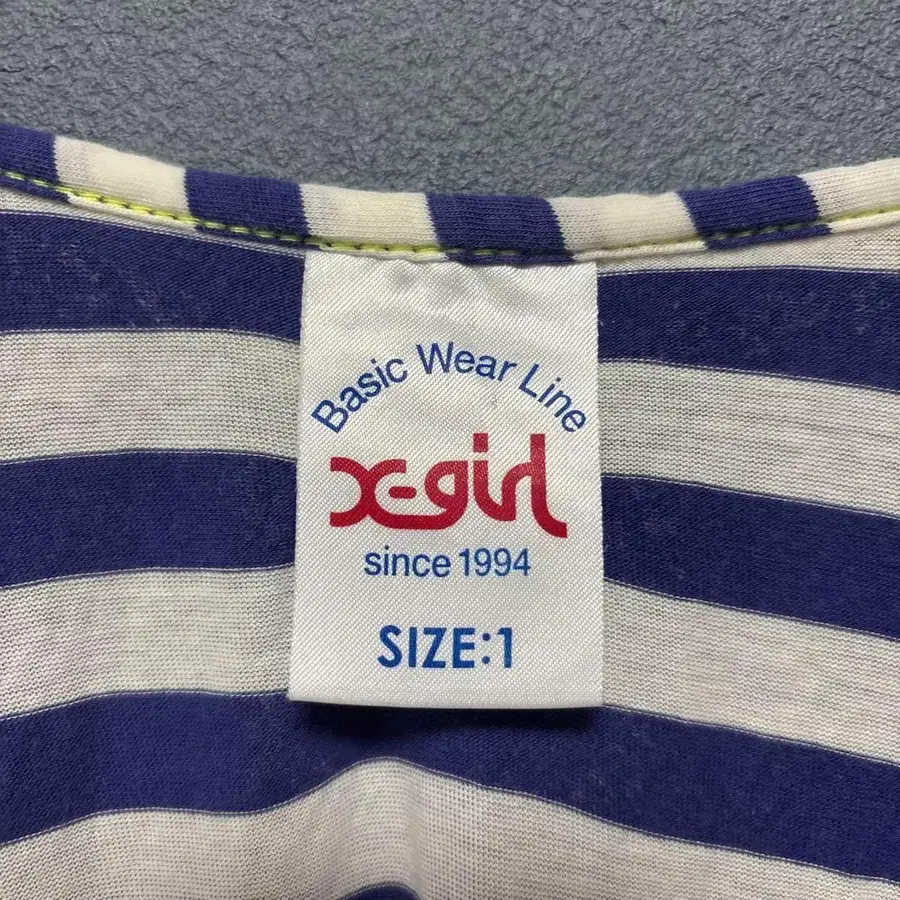 Basic Wear Line
X-girl
since 1994
SIZE:1